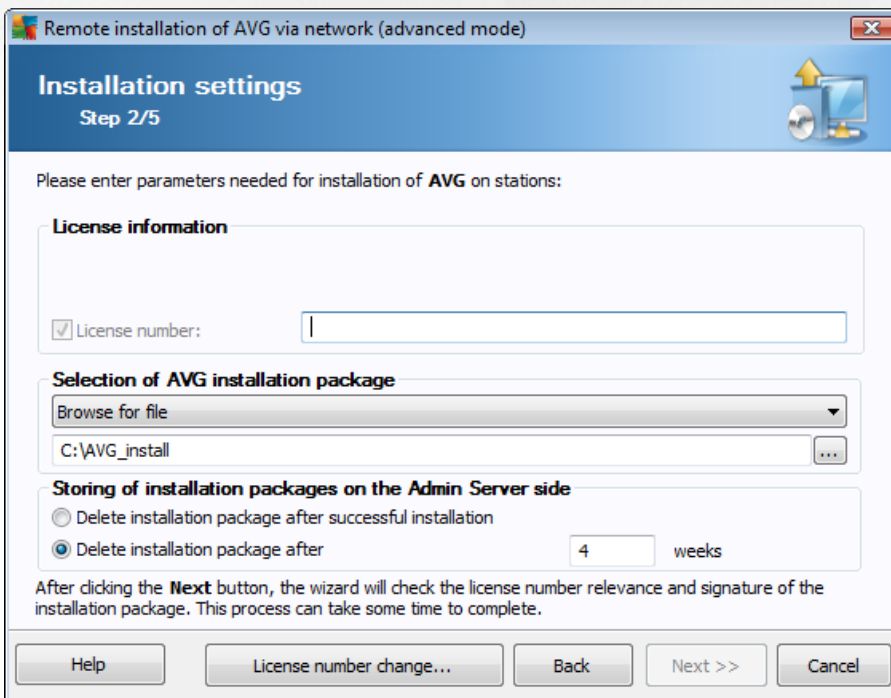 Remote installation of AVG via network (advanced mode)
Installation settings
Step 2/5
Please enter parameters needed for installation of AVG on stations:
License information
License number:
Selection of AVG installation package
Browse for file
C:\AVG_install
...
Storing of installation packages on the Admin Server side
Delete installation package after successful installation
Delete installation package after 4 weeks
After clicking the Next button, the wizard will check the license number relevance and signature of the
installation package. This process can take some time to complete.
Help License number change... Back Next >> Cancel